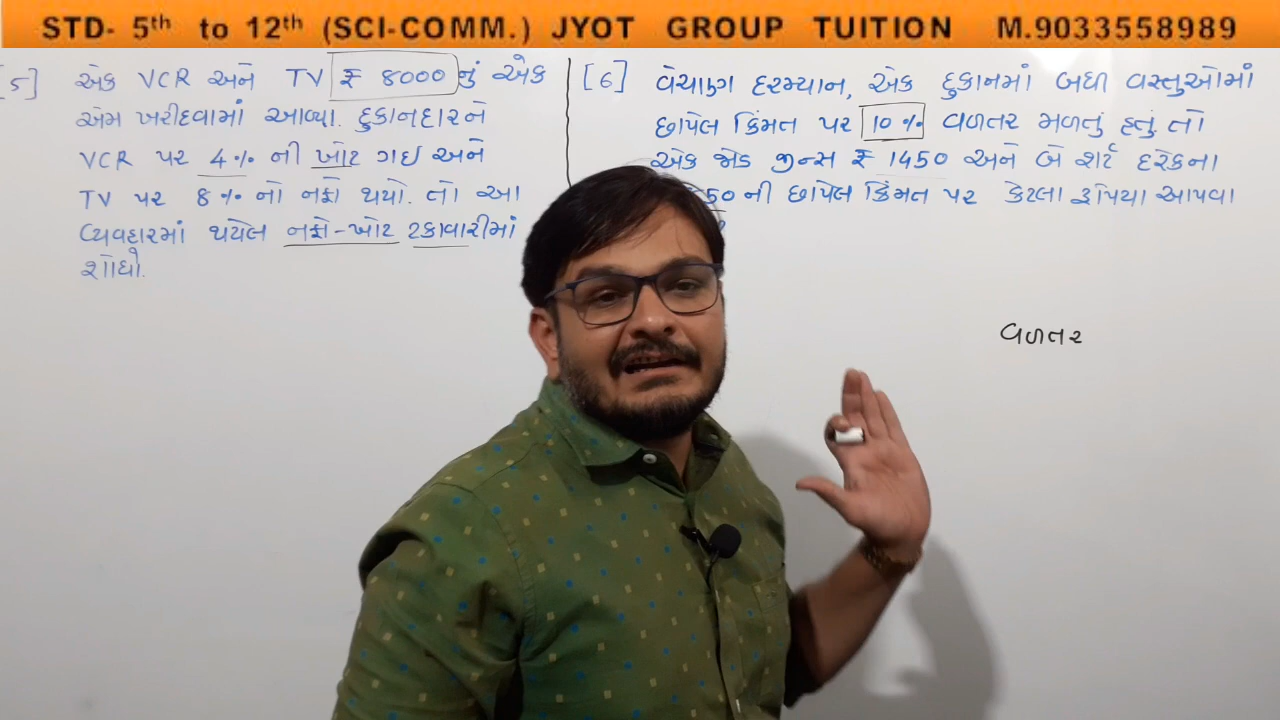 STD- 5th to 12th (SCI-COMM.) JYOT GROUP TUITION M.9033558989
5] એક VCR અને TV ₹ 8000 નું એક
એમ ખરીદવામાં આવ્યા. દુકાનદારને
VCR પર 4% ની ખોટ ગઇ અને
TV પર 8% નો નફો થયો. તો આ
વ્યવહારમાં થયેલ નફો-ખોટ ટકાવારીમાં
શોધો.
[6] વેચાણ દરમ્યાન, એક દુકાનમાં બધી વસ્તુઓમાં
છાપેલ કિંમત પર 10% વળતર મળતું હતું. તો
એક જોડ જીન્સ ₹ 1450 અને બે શર્ટ દરેકના
50 ની છાપેલ કિંમત પર કેટલા રૂપિયા આપવા
વળતર